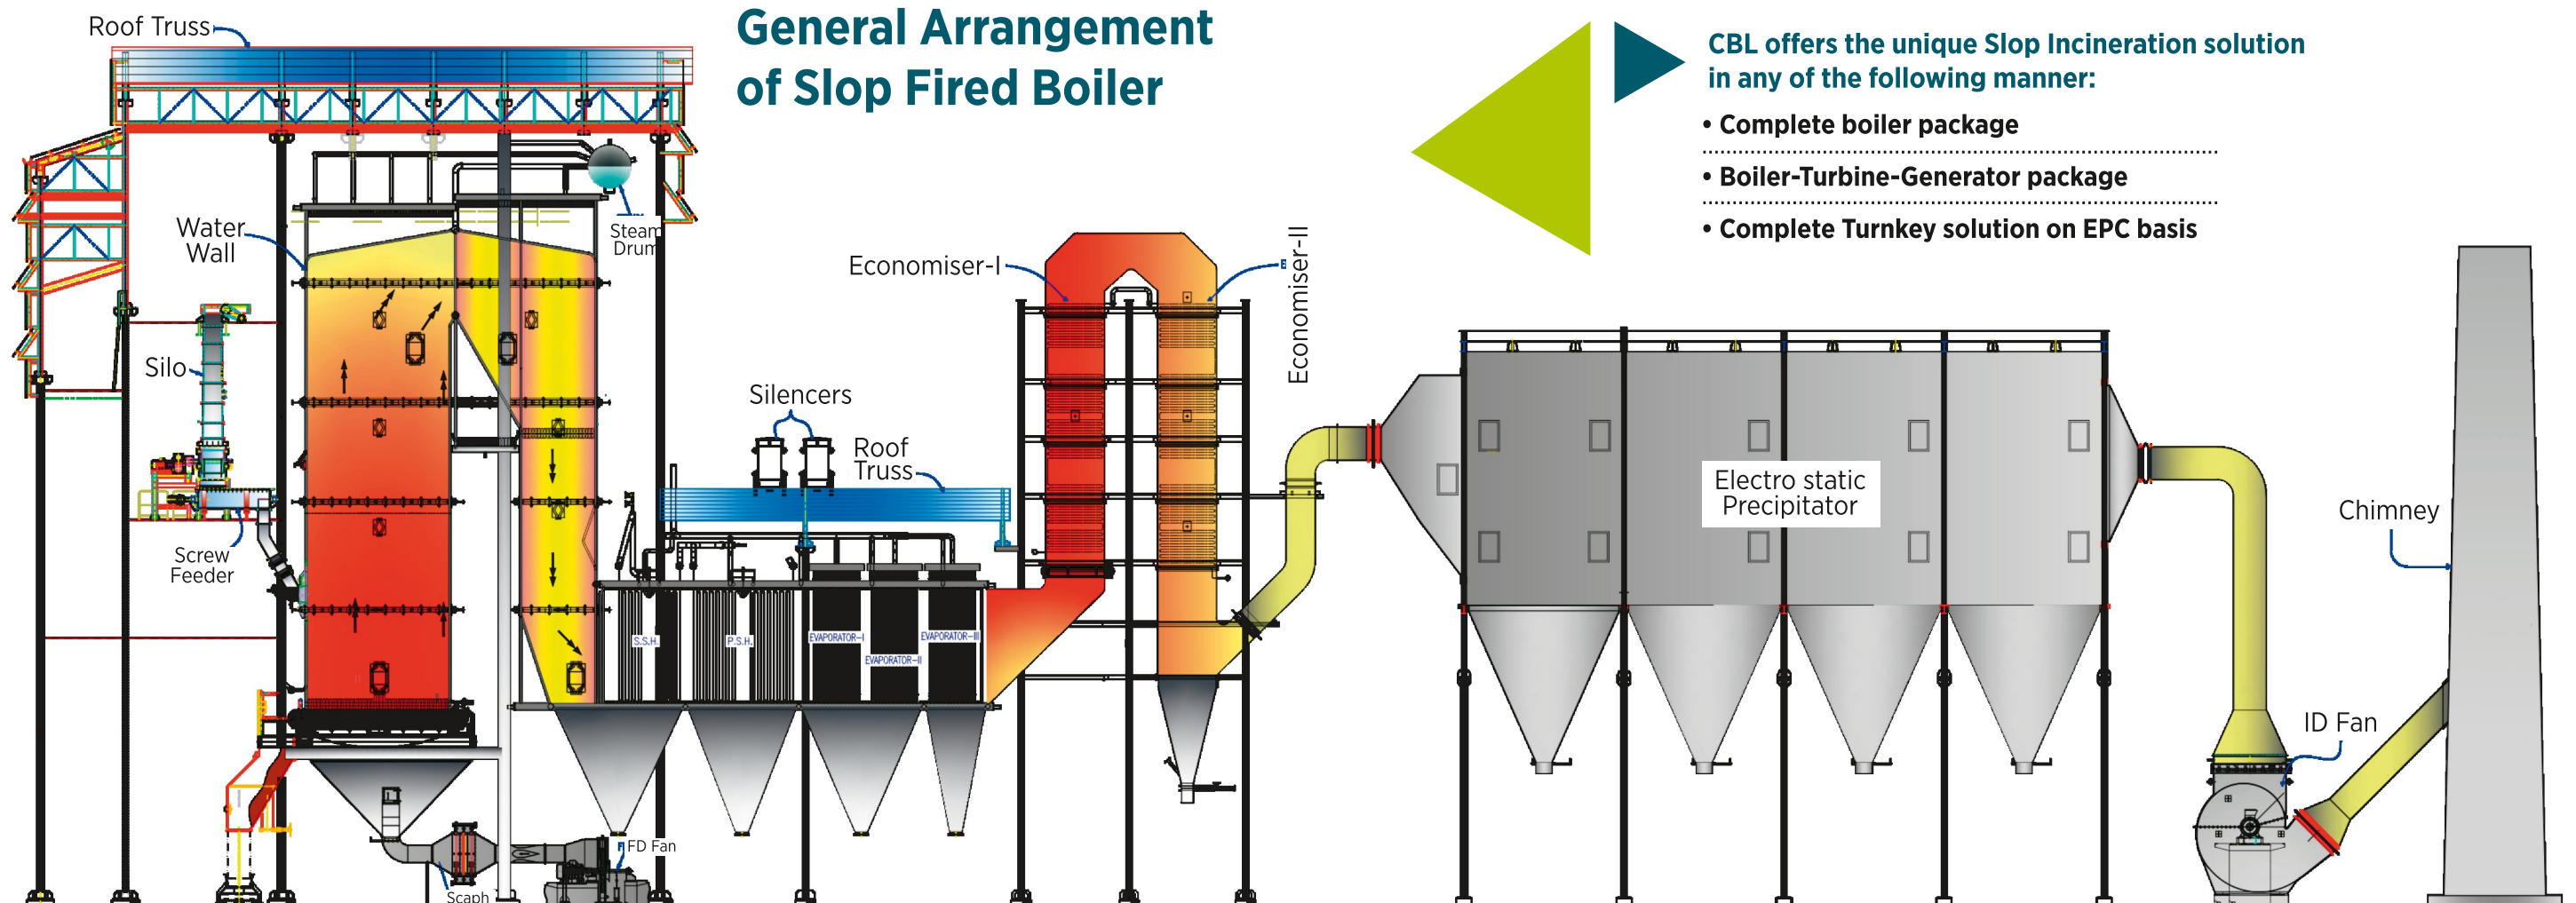 Roof Truss
General Arrangement
of Slop Fired Boiler
CBL offers the unique Slop Incineration solution
in any of the following manner:
• Complete boiler package
• Boiler-Turbine-Generator package
• Complete Turnkey solution on EPC basis
Water
Wall
Steam
Drum
Economiser-I
Economiser-II
Silo
Silencers
Roof
Truss
Screw
Feeder
Electro static
Precipitator
Chimney
S.S.H.
P.S.H.
EVAPORATOR-I
EVAPORATOR-II
EVAPORATOR-III
ID Fan
FD Fan
Scaph